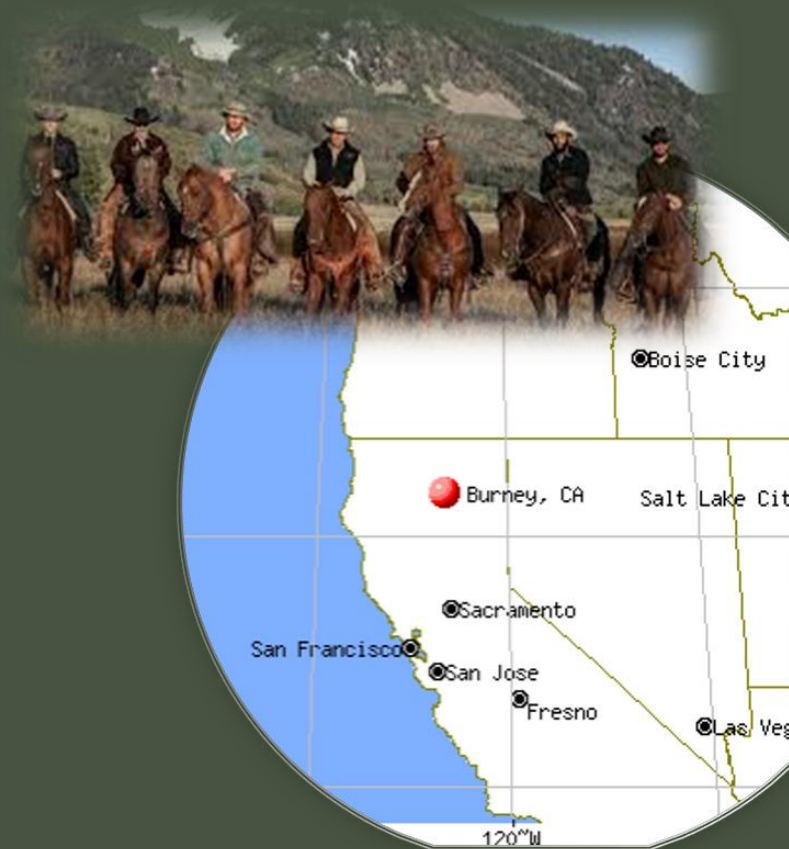 Boise City
Burney, CA
Salt Lake Cit
Sacramento
San Francisco
San Jose
Fresno
Las Veg
120~W